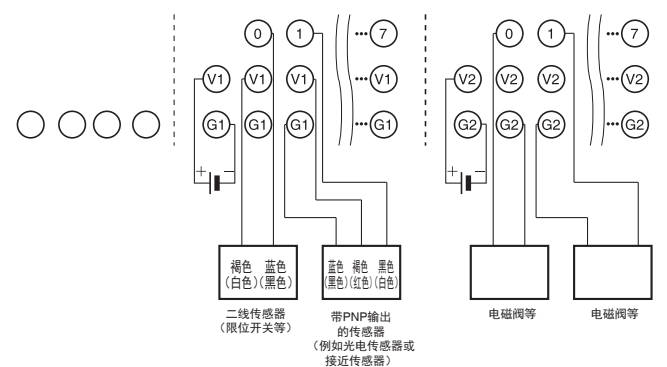 0 1 7 0 1 7
V1 V1 V1 ••• V1 V2 V2 V2 ••• V2
G1 G1 G1 ••• G1 G2 G2 G2 ••• G2
+ − + −
褐色 蓝色
(白色)(黑色)
蓝色 褐色 黑色
(黑色)(红色)(白色)
二线传感器
(限位开关等)
带PNP输出
的传感器
(例如光电传感器或
接近传感器)
电磁阀等
电磁阀等